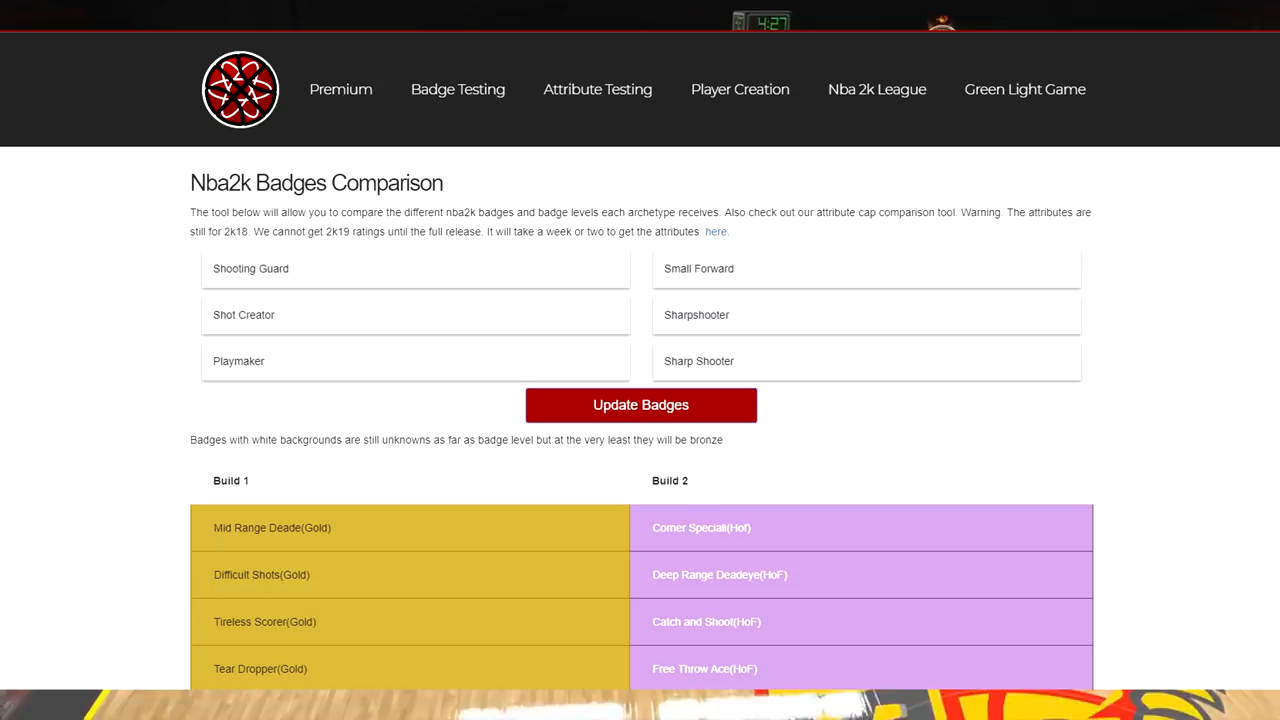 4:27
Premium Badge Testing Attribute Testing Player Creation Nba 2k League Green Light Game
Nba2k Badges Comparison
The tool below will allow you to compare the different nba2k badges and badge levels each archetype receives. Also check out our attribute cap comparison tool. Warning. The attributes are
still for 2k18. We cannot get 2k19 ratings until the full release. It will take a week or two to get the attributes. here.
Shooting Guard Small Forward
Shot Creator Sharpshooter
Playmaker Sharp Shooter
Update Badges
Badges with white backgrounds are still unknowns as far as badge level but at the very least they will be bronze
Build 1 Build 2
Mid Range Deade(Gold) Corner Speciali(Hof)
Difficult Shots(Gold) Deep Range Deadeye(HoF)
Tireless Scorer(Gold) Catch and Shoot(HoF)
Tear Dropper(Gold) Free Throw Ace(HoF)